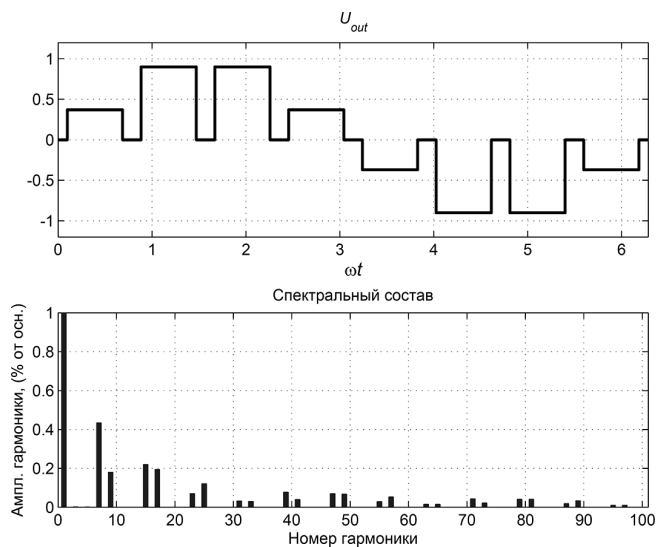 U_out
1
0.5
0
-0.5
-1
0 1 2 3 4 5 6
ωt
Спектральный состав
Ампл. гармоники, (% от осн.)
1
0.8
0.6
0.4
0.2
0
0 10 20 30 40 50 60 70 80 90 100
Номер гармоники